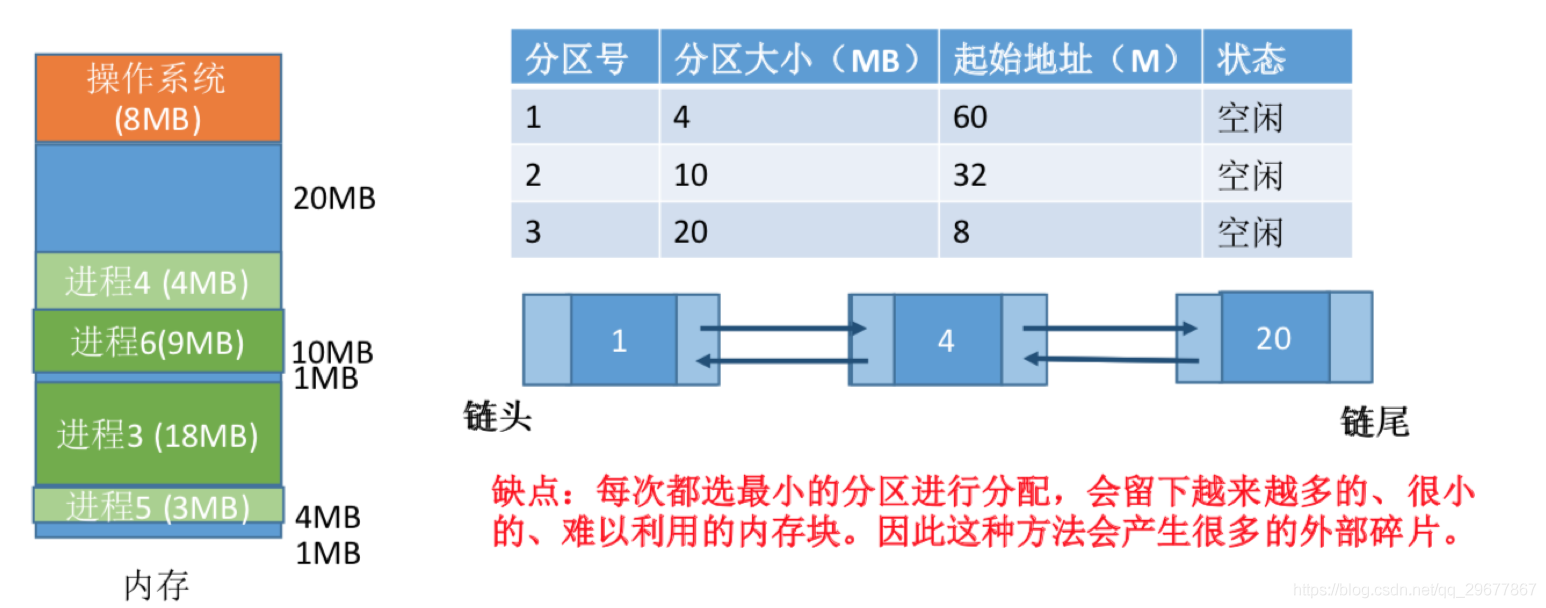 操作系统
(8MB)
20MB
进程4 (4MB)
进程6(9MB)
10MB
1MB
进程3 (18MB)
进程5 (3MB)
4MB
1MB
内存
分区号 分区大小（MB） 起始地址（M） 状态
1 4 60 空闲
2 10 32 空闲
3 20 8 空闲
1 4 20
链头 链尾
缺点：每次都选最小的分区进行分配，会留下越来越多的、很小
的、难以利用的内存块。因此这种方法会产生很多的外部碎片。
https://blog.csdn.net/qq_29677867